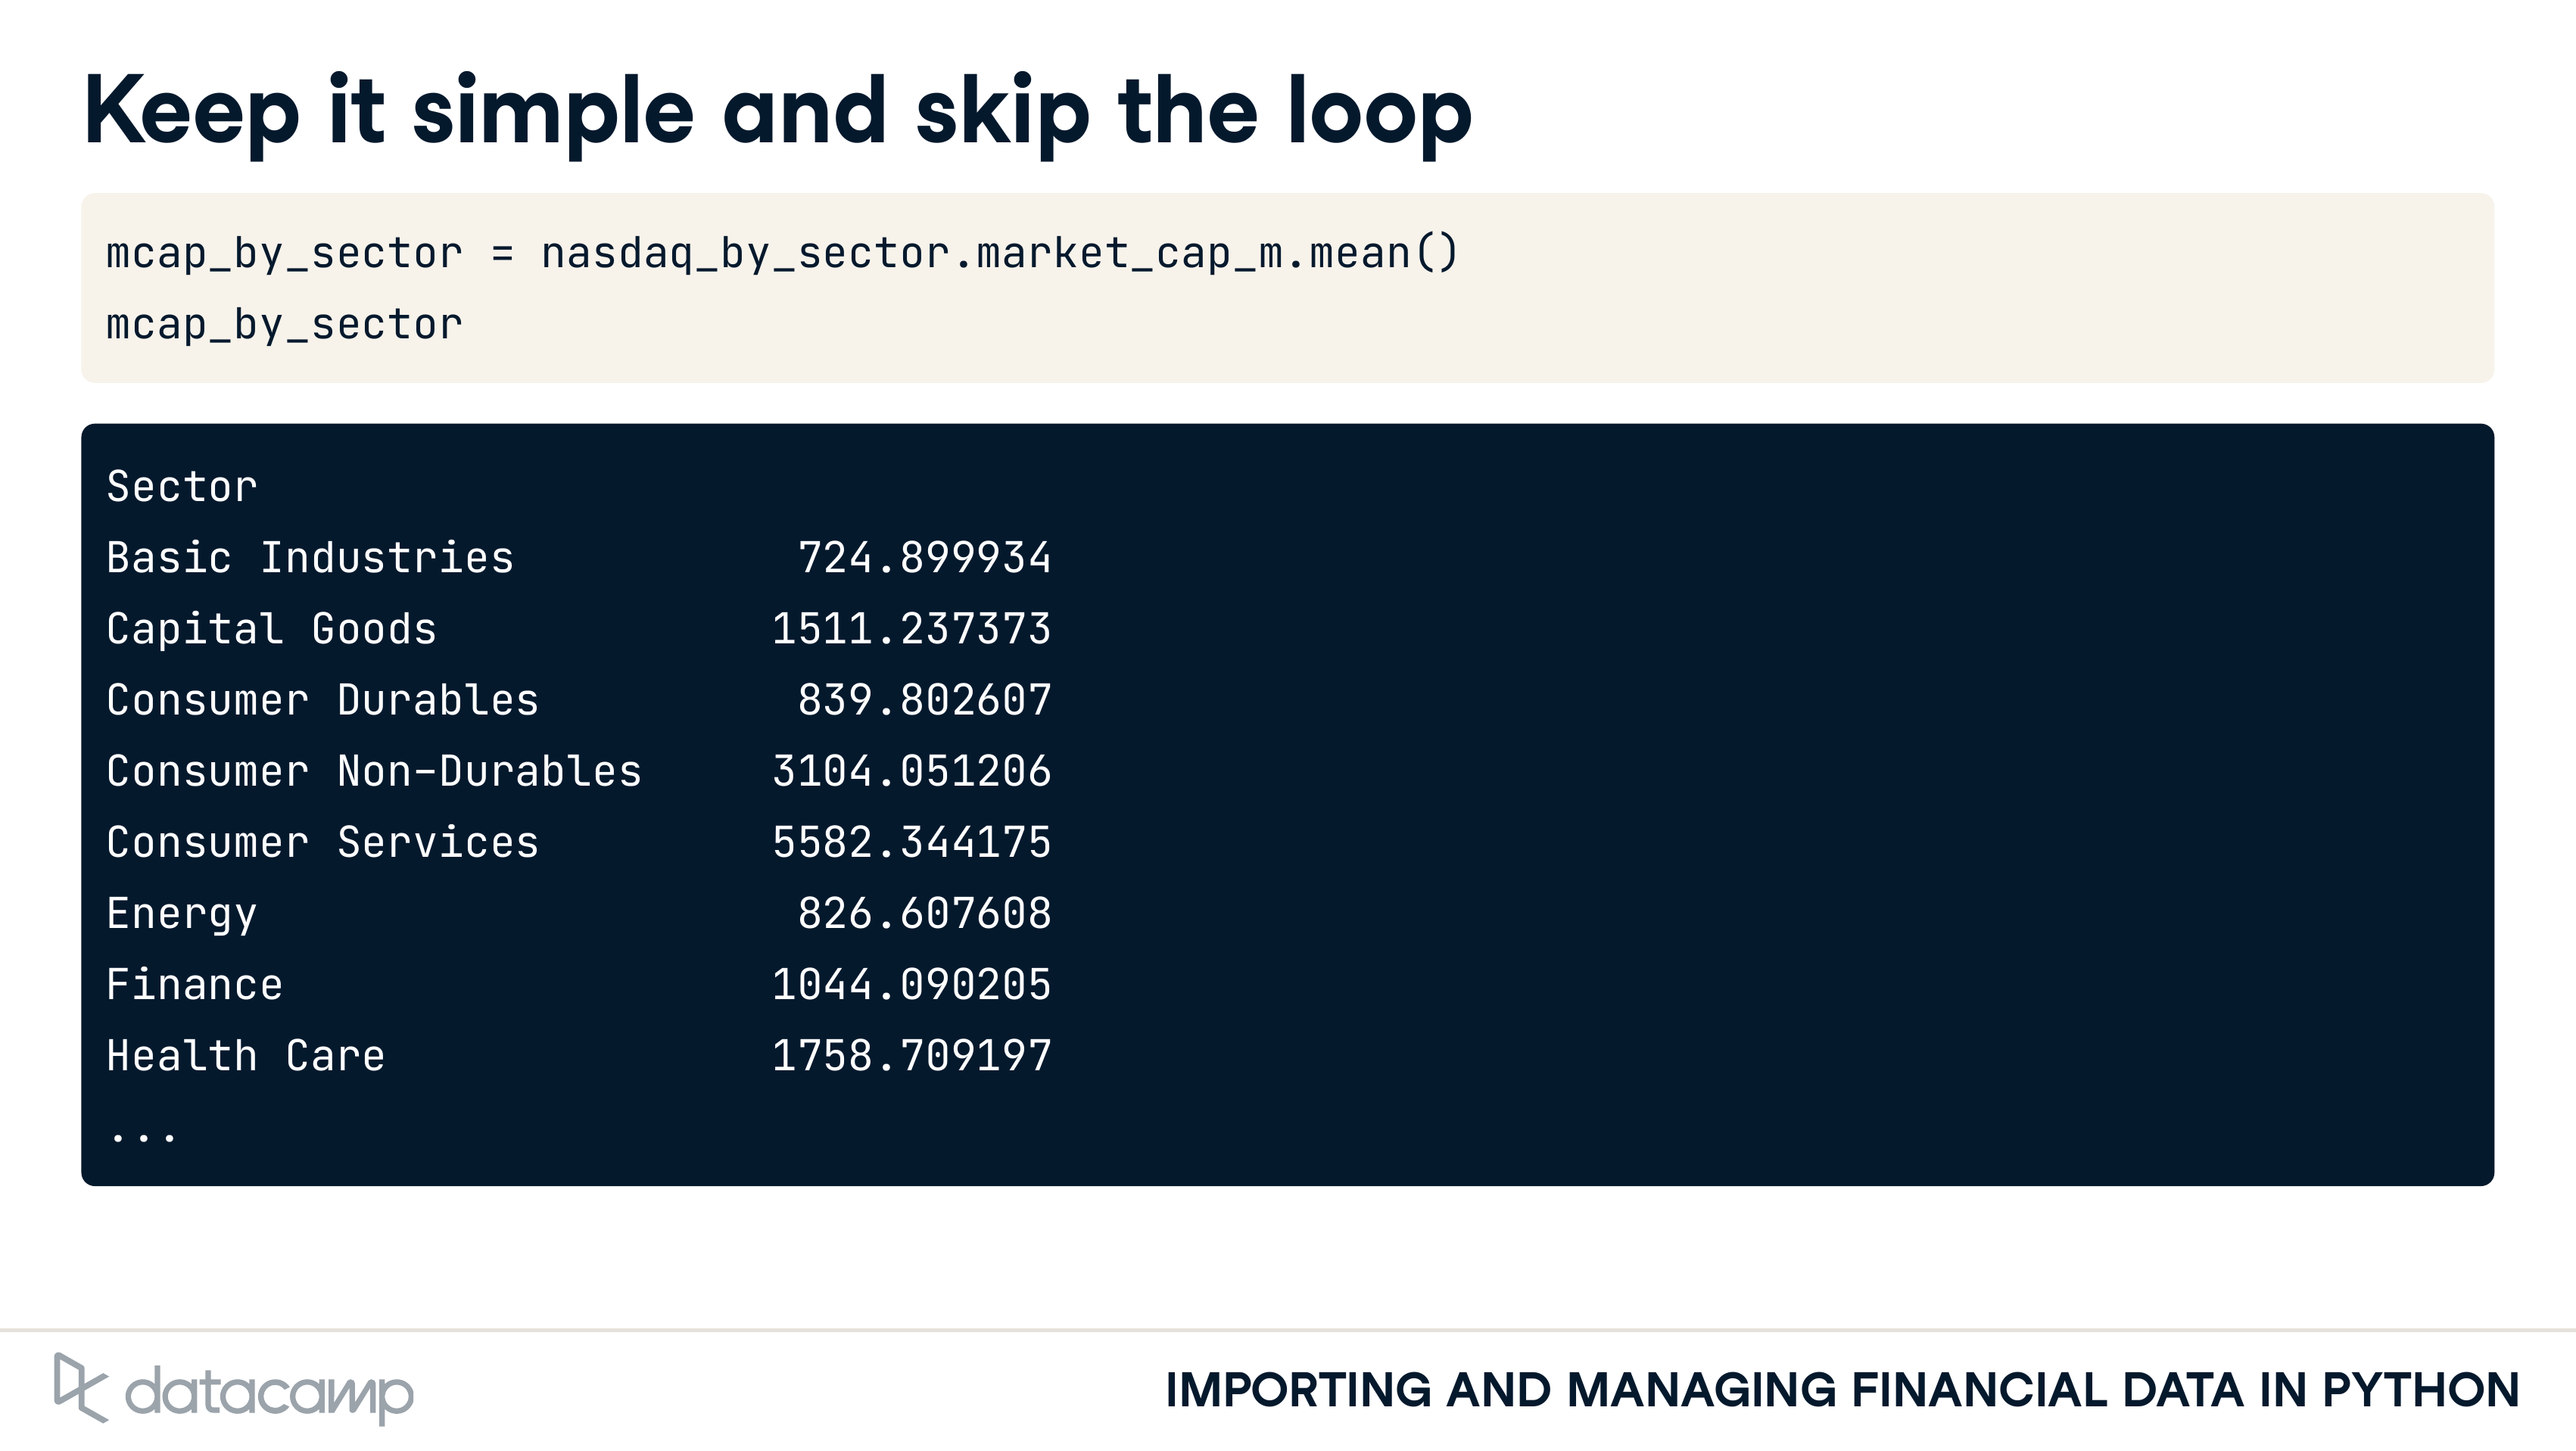 Keep it simple and skip the loop
mcap_by_sector = nasdaq_by_sector.market_cap_m.mean()
mcap_by_sector
Sector
Basic Industries           724.899934
Capital Goods             1511.237373
Consumer Durables          839.802607
Consumer Non-Durables     3104.051206
Consumer Services         5582.344175
Energy                     826.607608
Finance                   1044.090205
Health Care               1758.709197
...
datacamp
IMPORTING AND MANAGING FINANCIAL DATA IN PYTHON